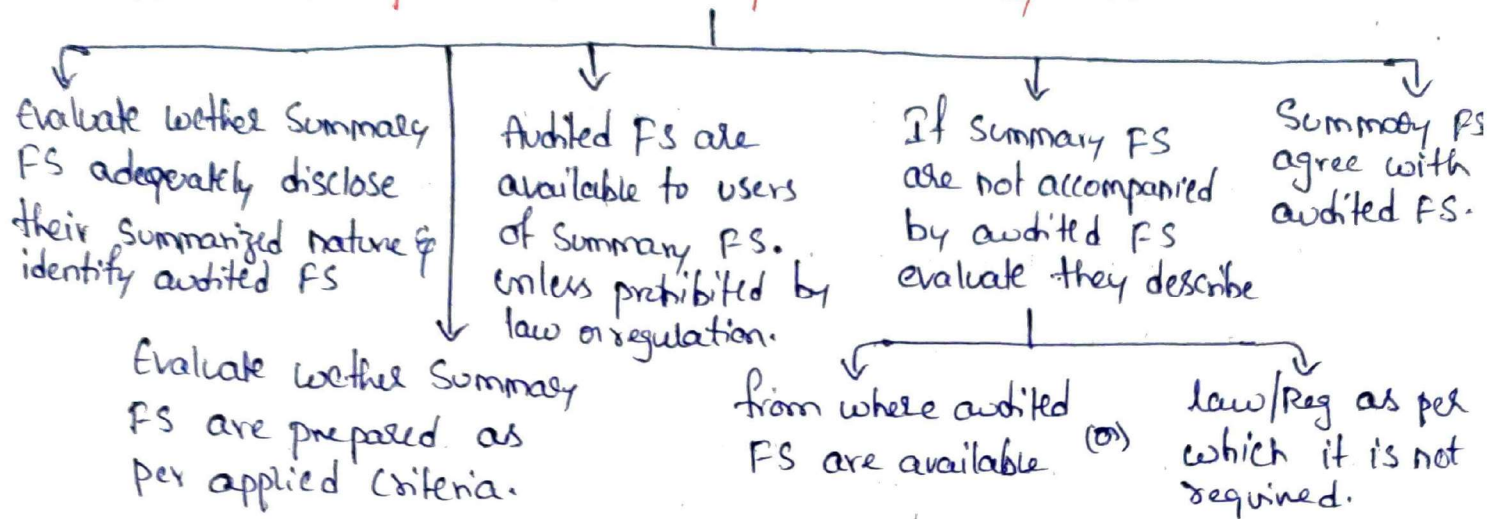 Evaluate wether Summary
FS adeqerately disclose
their summarized nature &
identify audited FS
Evaluate wether Summary
FS are prepared as
per applied Criteria.
Audited FS are
available to users
of Summary FS.
unless prohibited by
law or regulation.
If summary FS
are not accompanied
by audited FS
evaluate they describe
from where audited
FS are available
(or)
law/Reg as per
which it is not
required.
Summary FS
agree with
audited FS.